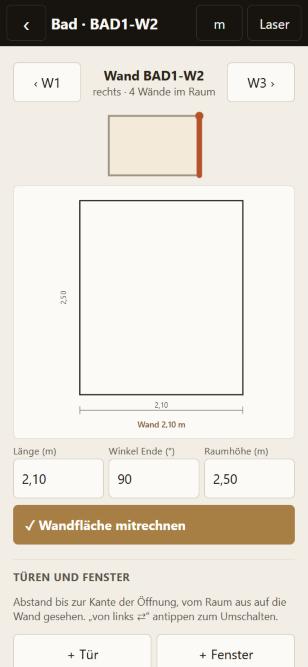 ‹ Bad · BAD1-W2 m Laser
‹ W1 Wand BAD1-W2 W3 ›
rechts · 4 Wände im Raum
2,50
2,10
Wand 2,10 m
Länge (m) Winkel Ende (°) Raumhöhe (m)
2,10 90 2,50
✓ Wandfläche mitrechnen
TÜREN UND FENSTER
Abstand bis zur Kante der Öffnung, vom Raum aus auf die
Wand gesehen. „von links ⇄“ antippen zum Umschalten.
+ Tür + Fenster